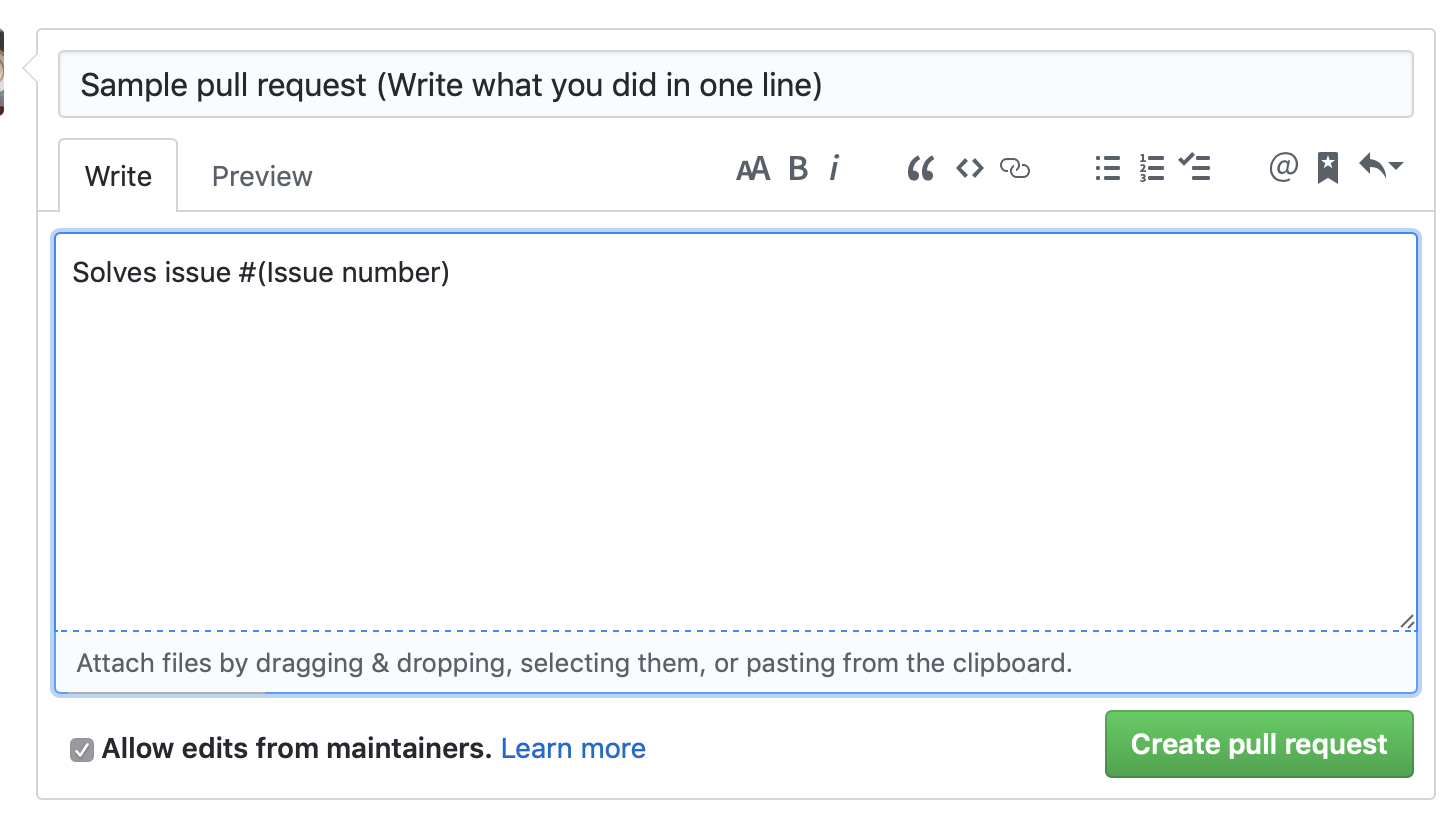 Sample pull request (Write what you did in one line)
Write Preview AA B i “ <> @
Solves issue #(Issue number)
Attach files by dragging & dropping, selecting them, or pasting from the clipboard.
Allow edits from maintainers. Learn more Create pull request